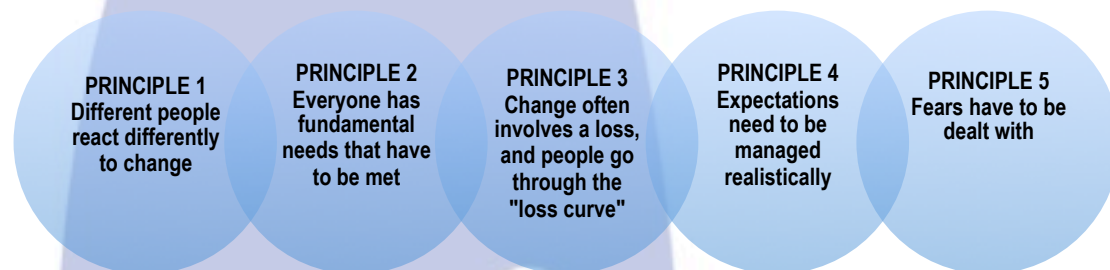 PRINCIPLE 1
Different people
react differently
to change
PRINCIPLE 2
Everyone has
fundamental
needs that have
to be met
PRINCIPLE 3
Change often
involves a loss,
and people go
through the
"loss curve"
PRINCIPLE 4
Expectations
need to be
managed
realistically
PRINCIPLE 5
Fears have to be
dealt with